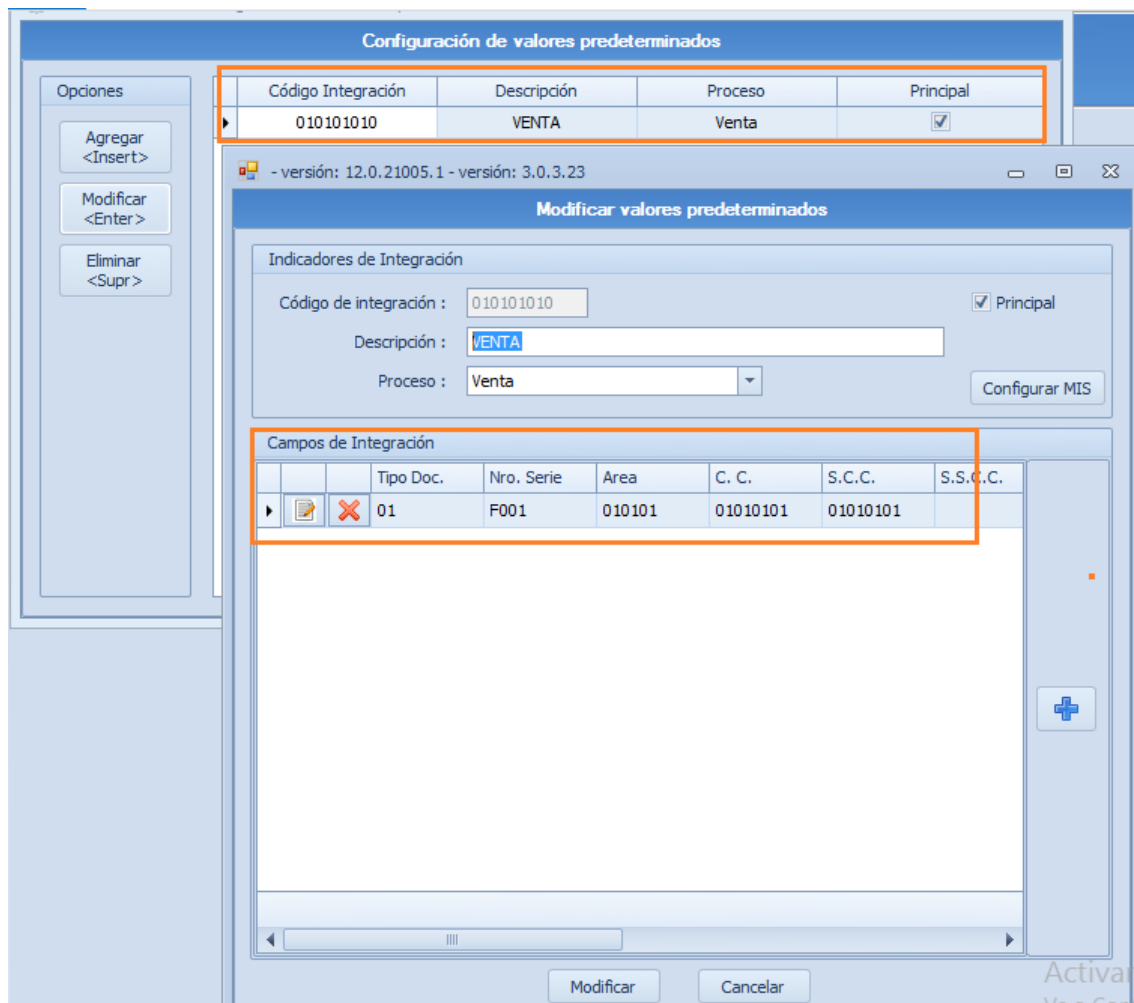 Configuración de valores predeterminados
Opciones
Agregar
<Insert>
Modificar
<Enter>
Eliminar
<Supr>
Código Integración Descripción Proceso Principal
010101010 VENTA Venta
- versión: 12.0.21005.1 - versión: 3.0.3.23
Modificar valores predeterminados
Indicadores de Integración
Código de integración : 010101010 Principal
Descripción : VENTA
Proceso : Venta
Configurar MIS
Campos de Integración
Tipo Doc. Nro. Serie Area C. C. S.C.C. S.S.C.C.
01 F001 010101 01010101 01010101
Modificar Cancelar
Activar